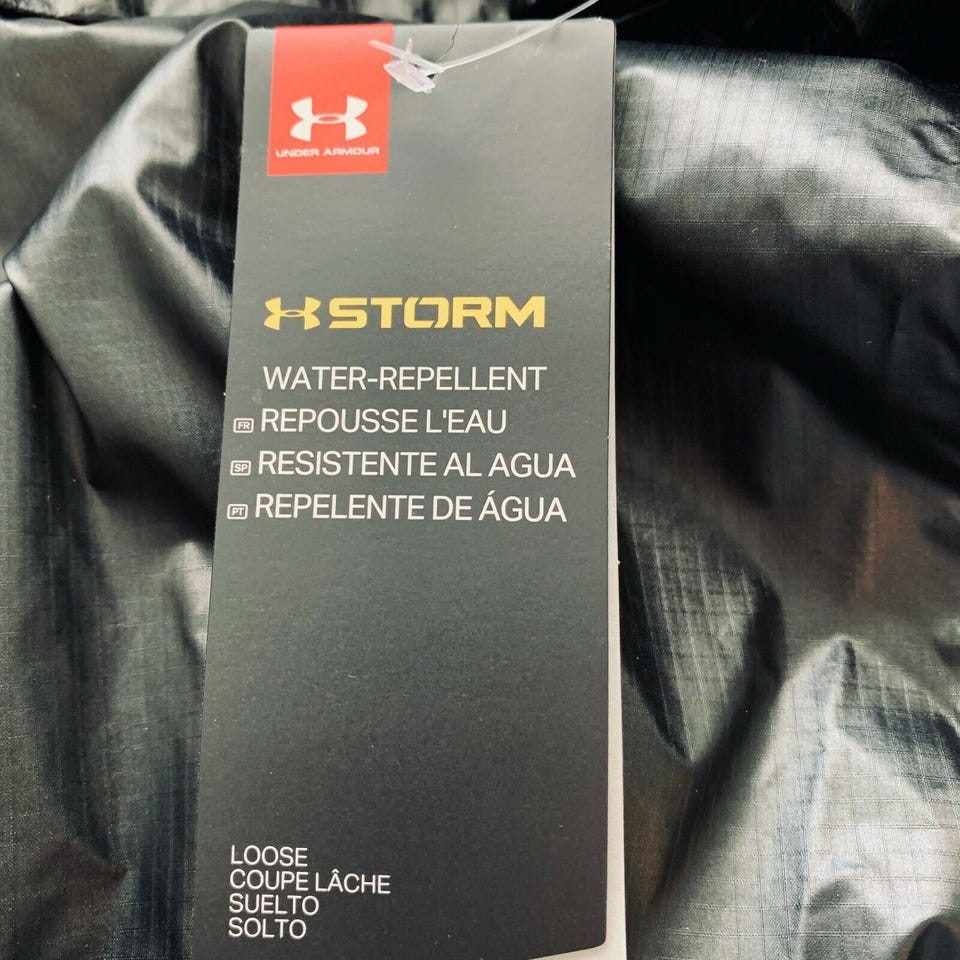 UNDER ARMOUR
STORM
WATER-REPELLENT
FR REPOUSSE L'EAU
SP RESISTENTE AL AGUA
PT REPELENTE DE ÁGUA
LOOSE
COUPE LÂCHE
SUELTO
SOLTO